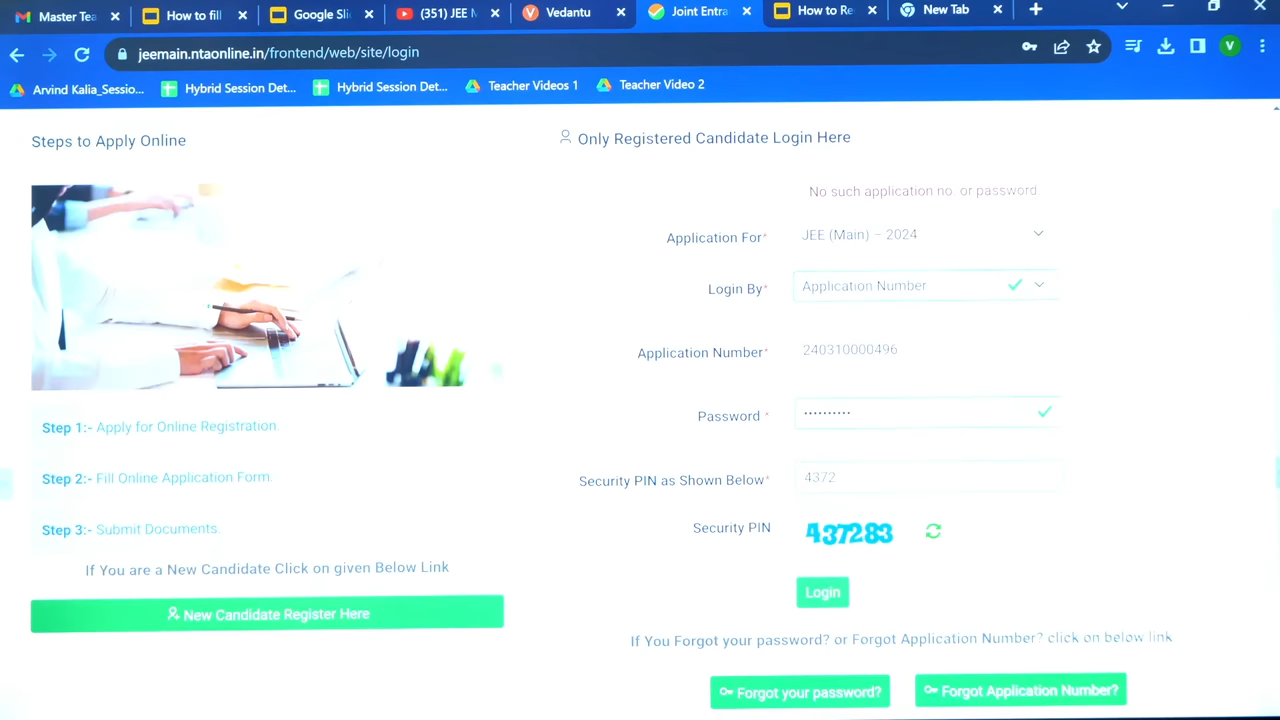 Master Tea
How to fill
Google Slid
(351) JEE M
Vedantu
Joint Entra
How to Re
New Tab
jeemain.ntaonline.in/frontend/web/site/login
V
Arvind Kalia_Sessio...
Hybrid Session Det...
Hybrid Session Det...
Teacher Videos 1
Teacher Video 2
Steps to Apply Online
Step 1:- Apply for Online Registration.
Step 2:- Fill Online Application Form.
Step 3:- Submit Documents.
If You are a New Candidate Click on given Below Link
New Candidate Register Here
Only Registered Candidate Login Here
No such application no. or password.
Application For* JEE (Main) – 2024
Login By* Application Number
Application Number* 240310000496
Password * ••••••••••
Security PIN as Shown Below* 4372
Security PIN 437283
Login
If You Forgot your password? or Forgot Application Number? click on below link
Forgot your password?
Forgot Application Number?